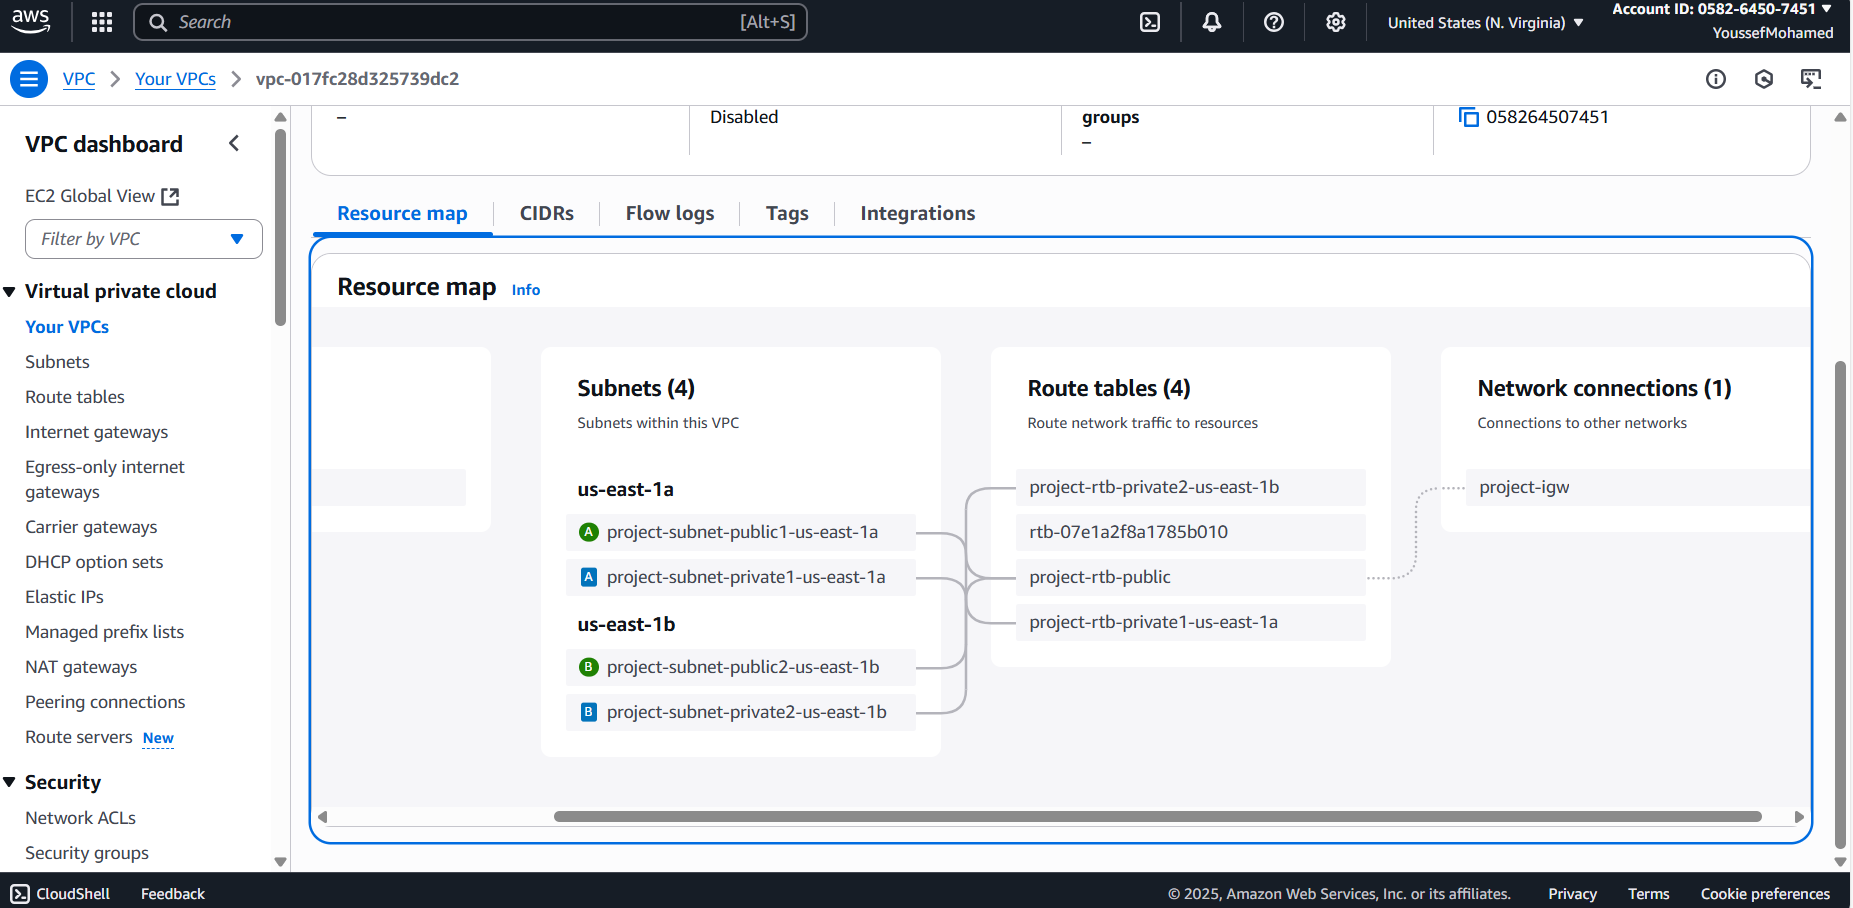 aws
Search
[Alt+S]
United States (N. Virginia)
Account ID: 0582-6450-7451
YoussefMohamed
VPC
Your VPCs
vpc-017fc28d325739dc2
VPC dashboard
EC2 Global View
Filter by VPC
Virtual private cloud
Your VPCs
Subnets
Route tables
Internet gateways
Egress-only internet
gateways
Carrier gateways
DHCP option sets
Elastic IPs
Managed prefix lists
NAT gateways
Peering connections
Route servers New
Security
Network ACLs
Security groups
–
Disabled
groups
–
058264507451
Resource map
CIDRs
Flow logs
Tags
Integrations
Resource map Info
Subnets (4)
Subnets within this VPC
us-east-1a
A project-subnet-public1-us-east-1a
A project-subnet-private1-us-east-1a
us-east-1b
B project-subnet-public2-us-east-1b
B project-subnet-private2-us-east-1b
Route tables (4)
Route network traffic to resources
project-rtb-private2-us-east-1b
rtb-07e1a2f8a1785b010
project-rtb-public
project-rtb-private1-us-east-1a
Network connections (1)
Connections to other networks
project-igw
CloudShell
Feedback
© 2025, Amazon Web Services, Inc. or its affiliates.
Privacy
Terms
Cookie preferences